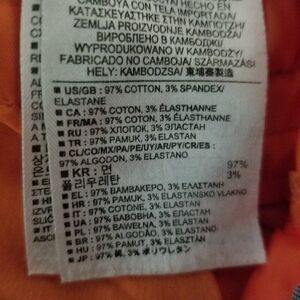 CAMBOYA CON TELA IMPORTADA/
ΚΑΤΑΣΚΕΥΑΣΤΗΚΕ ΣΤΗΝ ΚΑΜΠΟΤΖΗ/
ZEMLJA PROIZVODNJE KAMBODŽA/
ВИРОБЛЕНО В КАМБОДЖІ/
WYPRODUKOWANO W KAMBODŻY/
FABRICADO NO CAMBOJA/ SZÁRMAZÁSI
HELY: KAMBODZSA/ 柬埔寨製造
■ US/GB : 97% COTTON, 3% SPANDEX/
ELASTANE
■ CA : 97% COTON, 3% ÉLASTHANNE
■ FR/MA : 97% COTON, 3% ÉLASTHANNE
■ RU : 97% ХЛОПОК, 3% ЭЛАСТАН
■ TR : 97% PAMUK, 3% ELASTAN
■ CL/CO/MX/PA/PE/UY/AR/PY/CR/ES :
97% ALGODON, 3% ELASTANO
■ KR : 면 97%
폴리우레탄 3%
■ EL : 97% ΒΑΜΒΑΚΕΡΟ, 3% ΕΛΑΣΤΑΝΗ
■ HR : 97% PAMUK, 3% ELASTANSKO VLAKNO
■ IT : 97% COTONE, 3% ELASTAN
■ UA : 97% БАВОВНА, 3% ЕЛАСТАН
■ PL : 97% BAWEŁNA, 3% ELASTAN
■ BR : 97% ALGODÃO, 3% ELASTANO
■ HU : 97% PAMUT, 3% ELASTAN
■ JP : 97% 綿, 3% ポリウレタン